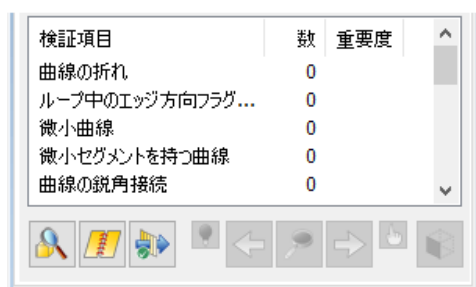 検証項目 数 重要度
曲線の折れ 0
ループ中のエッジ方向フラグ... 0
微小曲線 0
微小セグメントを持つ曲線 0
曲線の鋭角接続 0